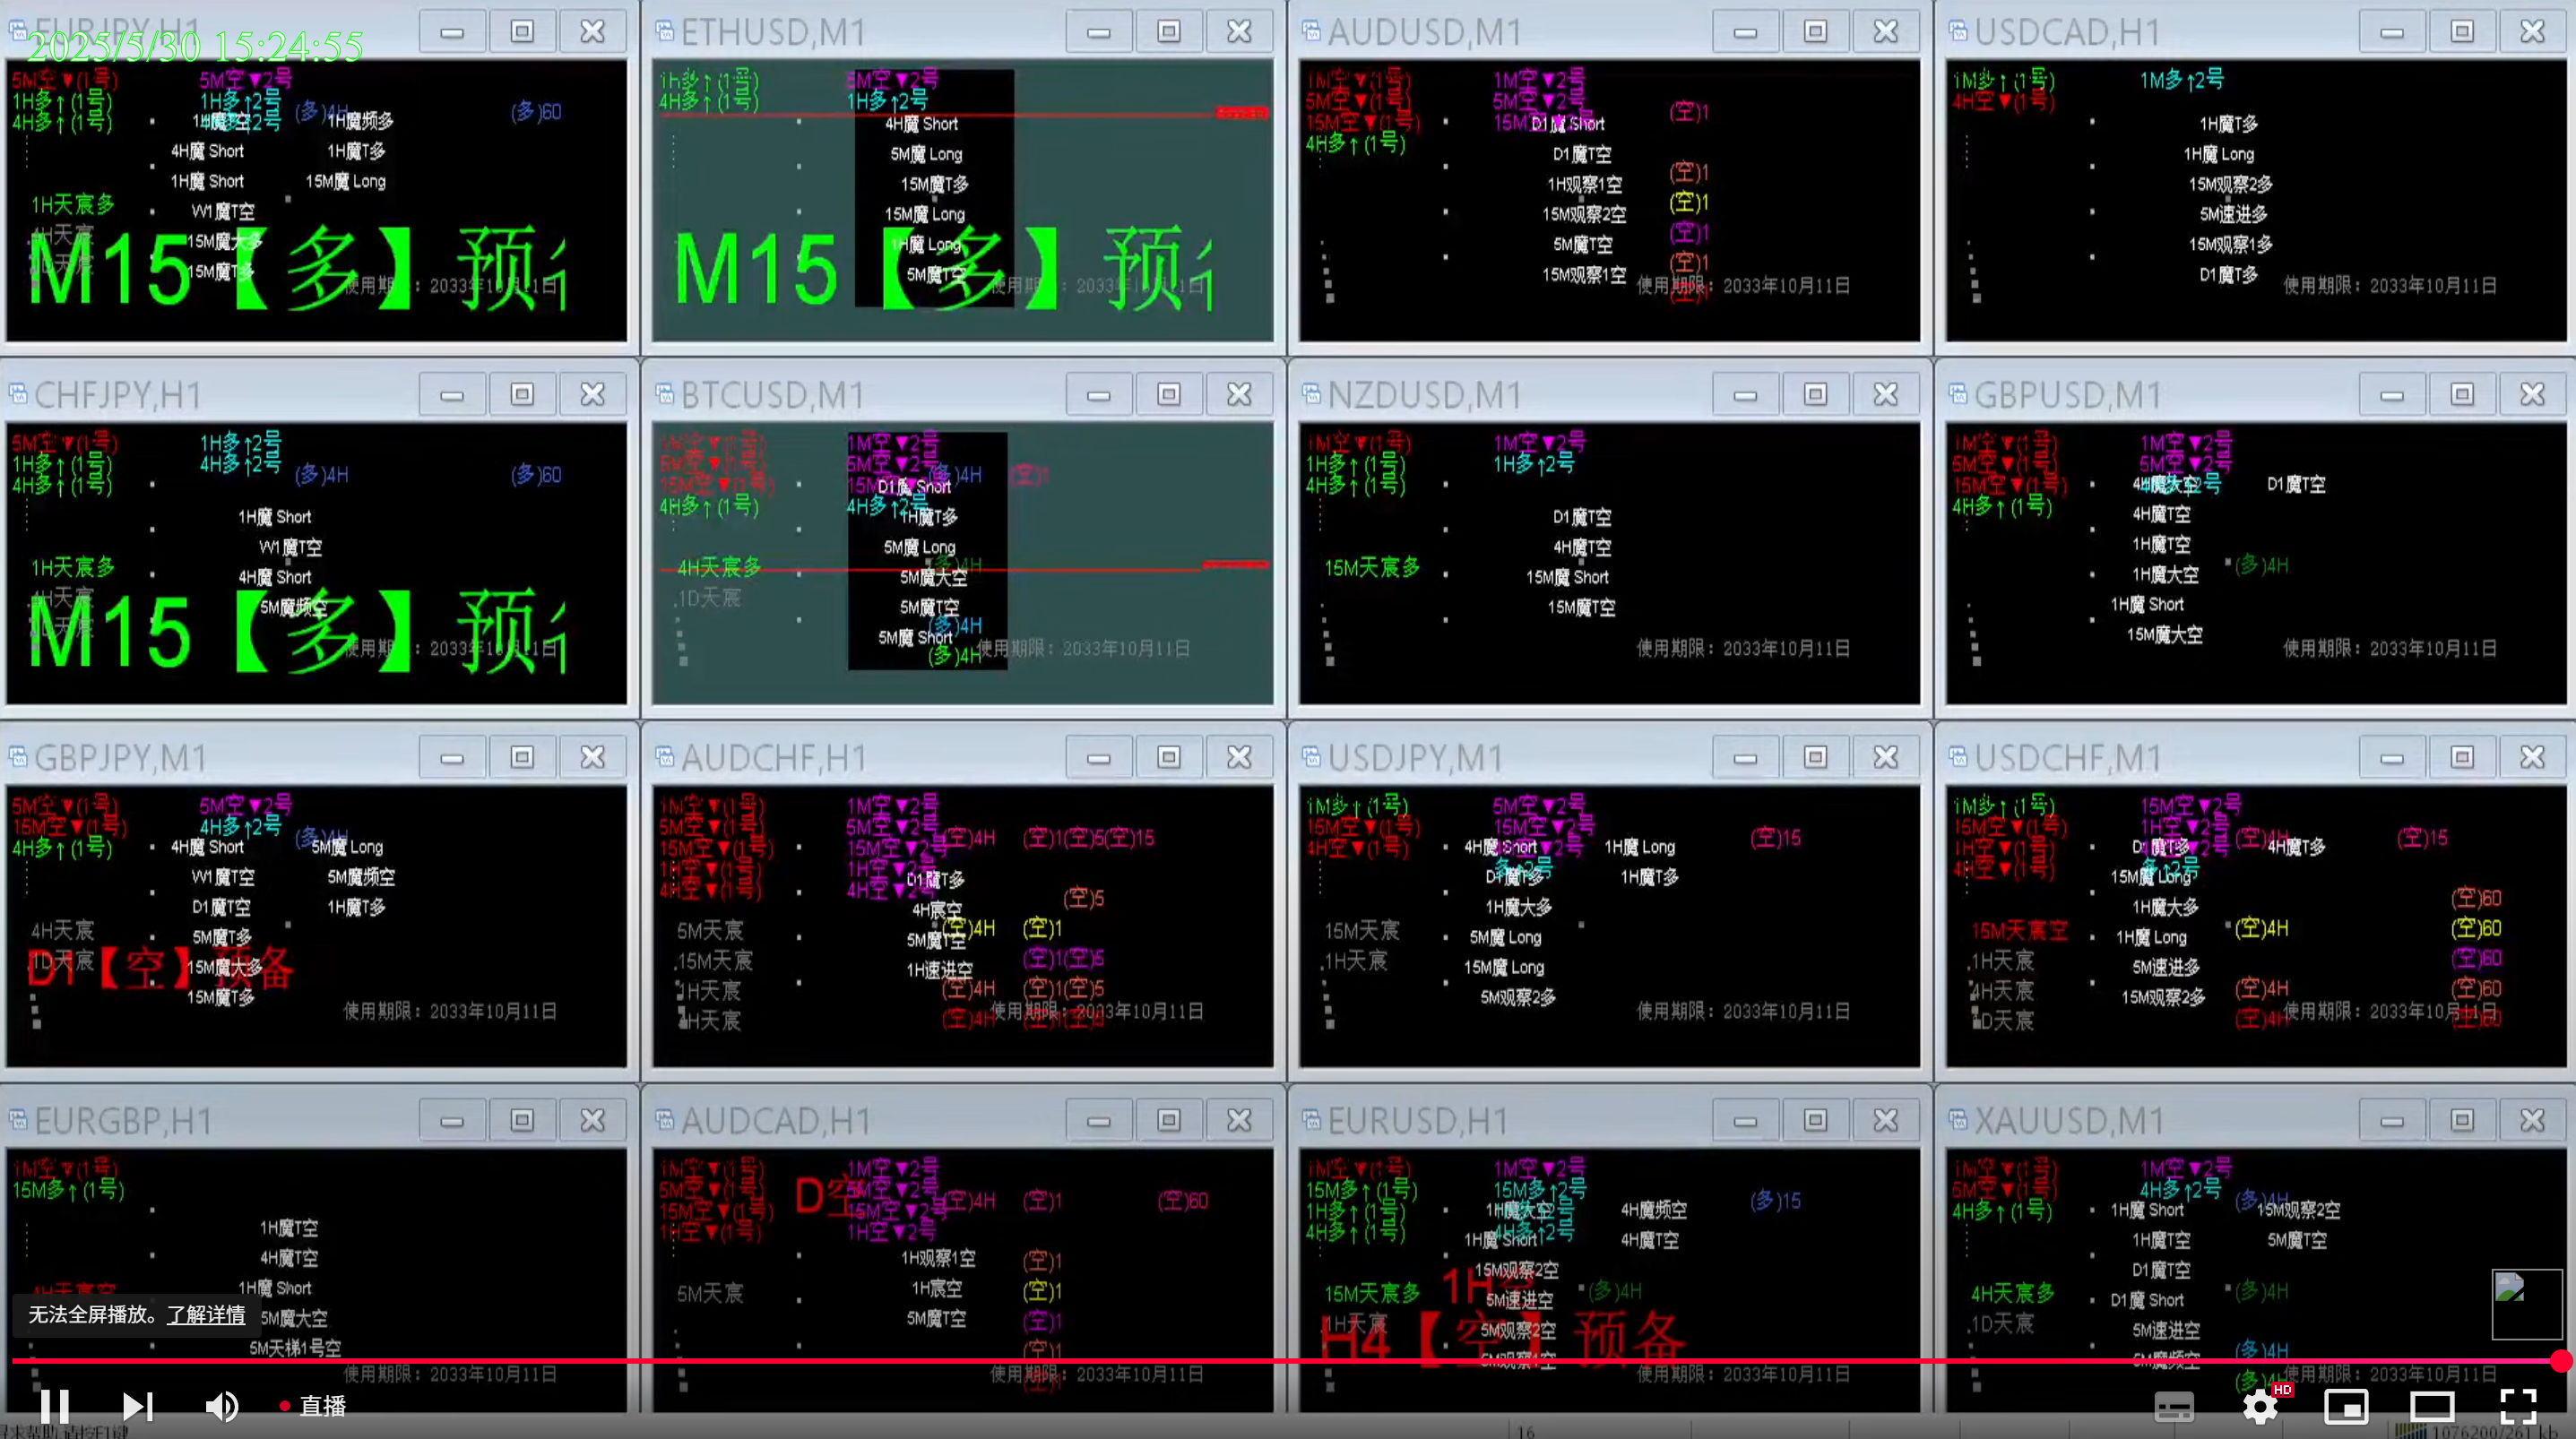 EURJPY,H1
2025/5/30 15:24:55
5M空▼(1号) 5M空▼2号
1H多↑(1号) 1H多↑2号 (多)4H (多)60
4H多↑(1号) 1H魔频多
4H魔 Short 1H魔T多
1H魔 Short 15M魔 Long
1H天宸多 W1魔T空
15M魔大多
15M魔T多
M15【多】预
2033年10月11日
ETHUSD,M1
1h多↑(1号) 5M空▼2号
4H多↑(1号) 1H多↑2号
4H魔 Short
5M魔 Long
15M魔T多
15M魔 Long
1H魔 Long
5M魔T空
M15【多】预
AUDUSD,M1
1M空▼(1号) 1M空▼2号
5M空▼(1号) 5M空▼2号 (空)1
15M空▼(1号) D1魔 Short
4H多↑(1号)
D1魔T空
1H观察1空 (空)1
15M观察2空 (空)1
5M魔T空 (空)1
15M观察1空 (空)1
使用期限：2033年10月11日
USDCAD,H1
1M多↑(1号) 1M多↑2号
4H空▼(1号)
1H魔T多
1H魔 Long
15M观察2多
5M速进多
15M观察1多
D1魔T多
使用期限：2033年10月11日
CHFJPY,H1
5M空▼(1号) 1H多↑2号
1H多↑(1号) 4H多↑2号
4H多↑(1号) (多)4H (多)60
1H魔 Short
W1魔T空
1H天宸多
4H魔 Short
5M魔频空
M15【多】预
2033年10月11日
BTCUSD,M1
1M空▼(1号) 1M空▼2号
5M空▼(1号) 5M空▼2号
15M空▼(1号) D1魔 Short (多)4H (空)1
4H多↑(1号) 4H多↑2号
1H魔T多
5M魔 Long
4H天宸多 (多)4H
5M魔大空
1D天宸
5M魔T空
(多)4H
5M魔 Short
(多)4H
使用期限：2033年10月11日
NZDUSD,M1
1M空▼(1号) 1M空▼2号
1H多↑(1号) 1H多↑2号
4H多↑(1号)
D1魔T空
4H魔T空
15M天宸多
15M魔 Short
15M魔T空
使用期限：2033年10月11日
GBPUSD,M1
1M空▼(1号) 1M空▼2号
5M空▼(1号) 5M空▼2号
15M空▼(1号) 4H魔大空 D1魔T空
4H多↑(1号) 4H魔T空
1H魔T空
1H魔大空 (多)4H
1H魔 Short
15M魔大空
使用期限：2033年10月11日
GBPJPY,M1
5M空▼(1号) 5M空▼2号
15M空▼(1号) 4H多↑2号
4H多↑(1号) 4H魔 Short 5M魔 Long
W1魔T空 5M魔频空
D1魔T空 1H魔T多
4H天宸 5M魔T多
1D天宸 15M魔大多
D1【空】预备
15M魔T多
使用期限：2033年10月11日
AUDCHF,H1
1M空▼(1号) 1M空▼2号
5M空▼(1号) 5M空▼2号 (空)4H (空)1(空)5(空)15
15M空▼(1号) 15M空▼2号
1H空▼(1号) 1H空▼2号
4H空▼(1号) 4H空▼2号
D1魔T多
4H宸空 (空)5
5M天宸 5M魔T空 (空)4H (空)1
15M天宸 1H速进空 (空)1(空)5
1H天宸 (空)4H (空)1(空)5
4H天宸 (空)4H
2033年10月11日
USDJPY,M1
1M多↑(1号) 5M空▼2号
15M空▼(1号) 15M空▼2号 (空)15
4H空▼(1号) 4H魔 Short 1H魔 Long
D1魔T多 1H魔T多
1H魔大多
15M天宸 5M魔 Long
1H天宸 15M魔 Long
5M观察2多
使用期限：2033年10月11日
USDCHF,M1
1M多↑(1号) 15M空▼2号
15M空▼(1号) 1H空▼2号 (空)4H (空)15
1H空▼(1号) D1魔T多 4H魔T多
4H空▼(1号) 15M魔 Long
1H魔大多 (空)60
15M天宸空 1H魔 Long (空)4H (空)60
1H天宸 5M速进多 (空)60
4H天宸 15M观察2多 (空)4H (空)60
1D天宸 (空)4H
使用期限：2033年10月11日
EURGBP,H1
1M空▼(1号)
15M多↑(1号)
1H魔T空
4H魔T空
4H天宸空 1H魔 Short
5M魔大空
5M天梯1号空
使用期限：2033年10月11日
AUDCAD,H1
1M空▼(1号) D空 1M空▼2号
5M空▼(1号) 5M空▼2号 (空)4H (空)1 (空)60
15M空▼(1号) 15M空▼2号
1H空▼(1号) 1H空▼2号
1H观察1空 (空)1
5M天宸 1H宸空 (空)1
5M魔T空 (空)1
(空)1
使用期限：2033年10月11日
EURUSD,H1
1M空▼(1号) 1M空▼2号
15M多↑(1号) 15M多↑2号 (多)15
1H多↑(1号) 1H魔大空 4H魔频空
4H多↑(1号) 1H魔 Short 4H魔T空
15M观察2空
15M天宸多 1H空 5M速进空 (多)4H
1H天宸 5M观察2空
H4【空】预备
使用期限：2033年10月11日
XAUUSD,M1
1M空▼(1号) 1M空▼2号
5M空▼(1号) 4H多↑2号 (多)4H
4H多↑(1号) 1H魔 Short 15M观察2空
1H魔T空 5M魔T空
D1魔T空
4H天宸多 D1魔 Short (多)4H
1D天宸 5M速进空
5M魔频空 (多)4H
使用期限：2033年10月11日
无法全屏播放。了解详情
直播
HD
16
1076200/261 kb